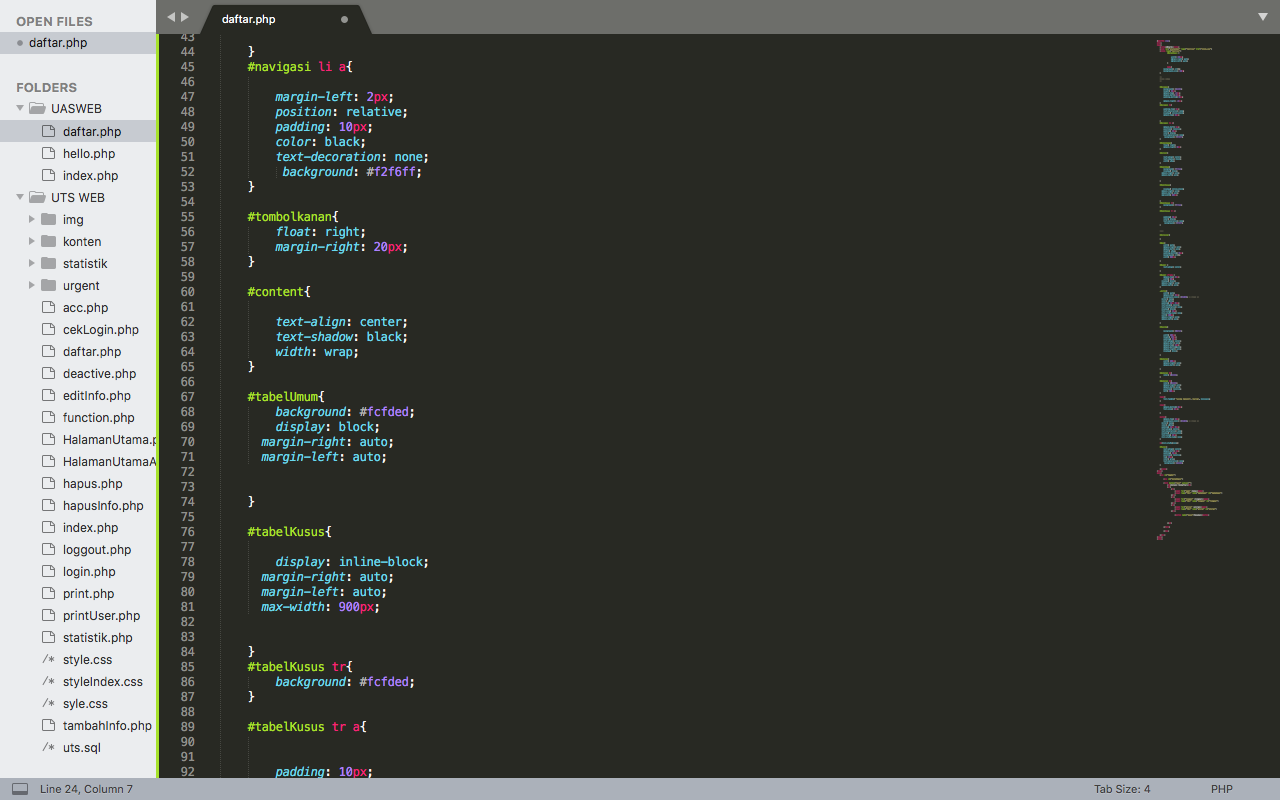 OPEN FILES
daftar.php
FOLDERS
UASWEB
daftar.php
hello.php
index.php
UTS WEB
img
konten
statistik
urgent
acc.php
cekLogin.php
daftar.php
deactive.php
editInfo.php
function.php
HalamanUtama.p
HalamanUtamaA
hapus.php
hapusInfo.php
index.php
loggout.php
login.php
print.php
printUser.php
statistik.php
/* style.css
/* styleIndex.css
/* syle.css
tambahInfo.php
/* uts.sql
daftar.php
43
44 }
45 #navigasi li a{
46
47 margin-left: 2px;
48 position: relative;
49 padding: 10px;
50 color: black;
51 text-decoration: none;
52 background: #f2f6ff;
53 }
54
55 #tombolkanan{
56 float: right;
57 margin-right: 20px;
58 }
59
60 #content{
61
62 text-align: center;
63 text-shadow: black;
64 width: wrap;
65 }
66
67 #tabelUmum{
68 background: #fcfded;
69 display: block;
70 margin-right: auto;
71 margin-left: auto;
72
73
74 }
75
76 #tabelKusus{
77
78 display: inline-block;
79 margin-right: auto;
80 margin-left: auto;
81 max-width: 900px;
82
83
84 }
85 #tabelKusus tr{
86 background: #fcfded;
87 }
88
89 #tabelKusus tr a{
90
91
92 padding: 10px;
Line 24, Column 7
Tab Size: 4
PHP